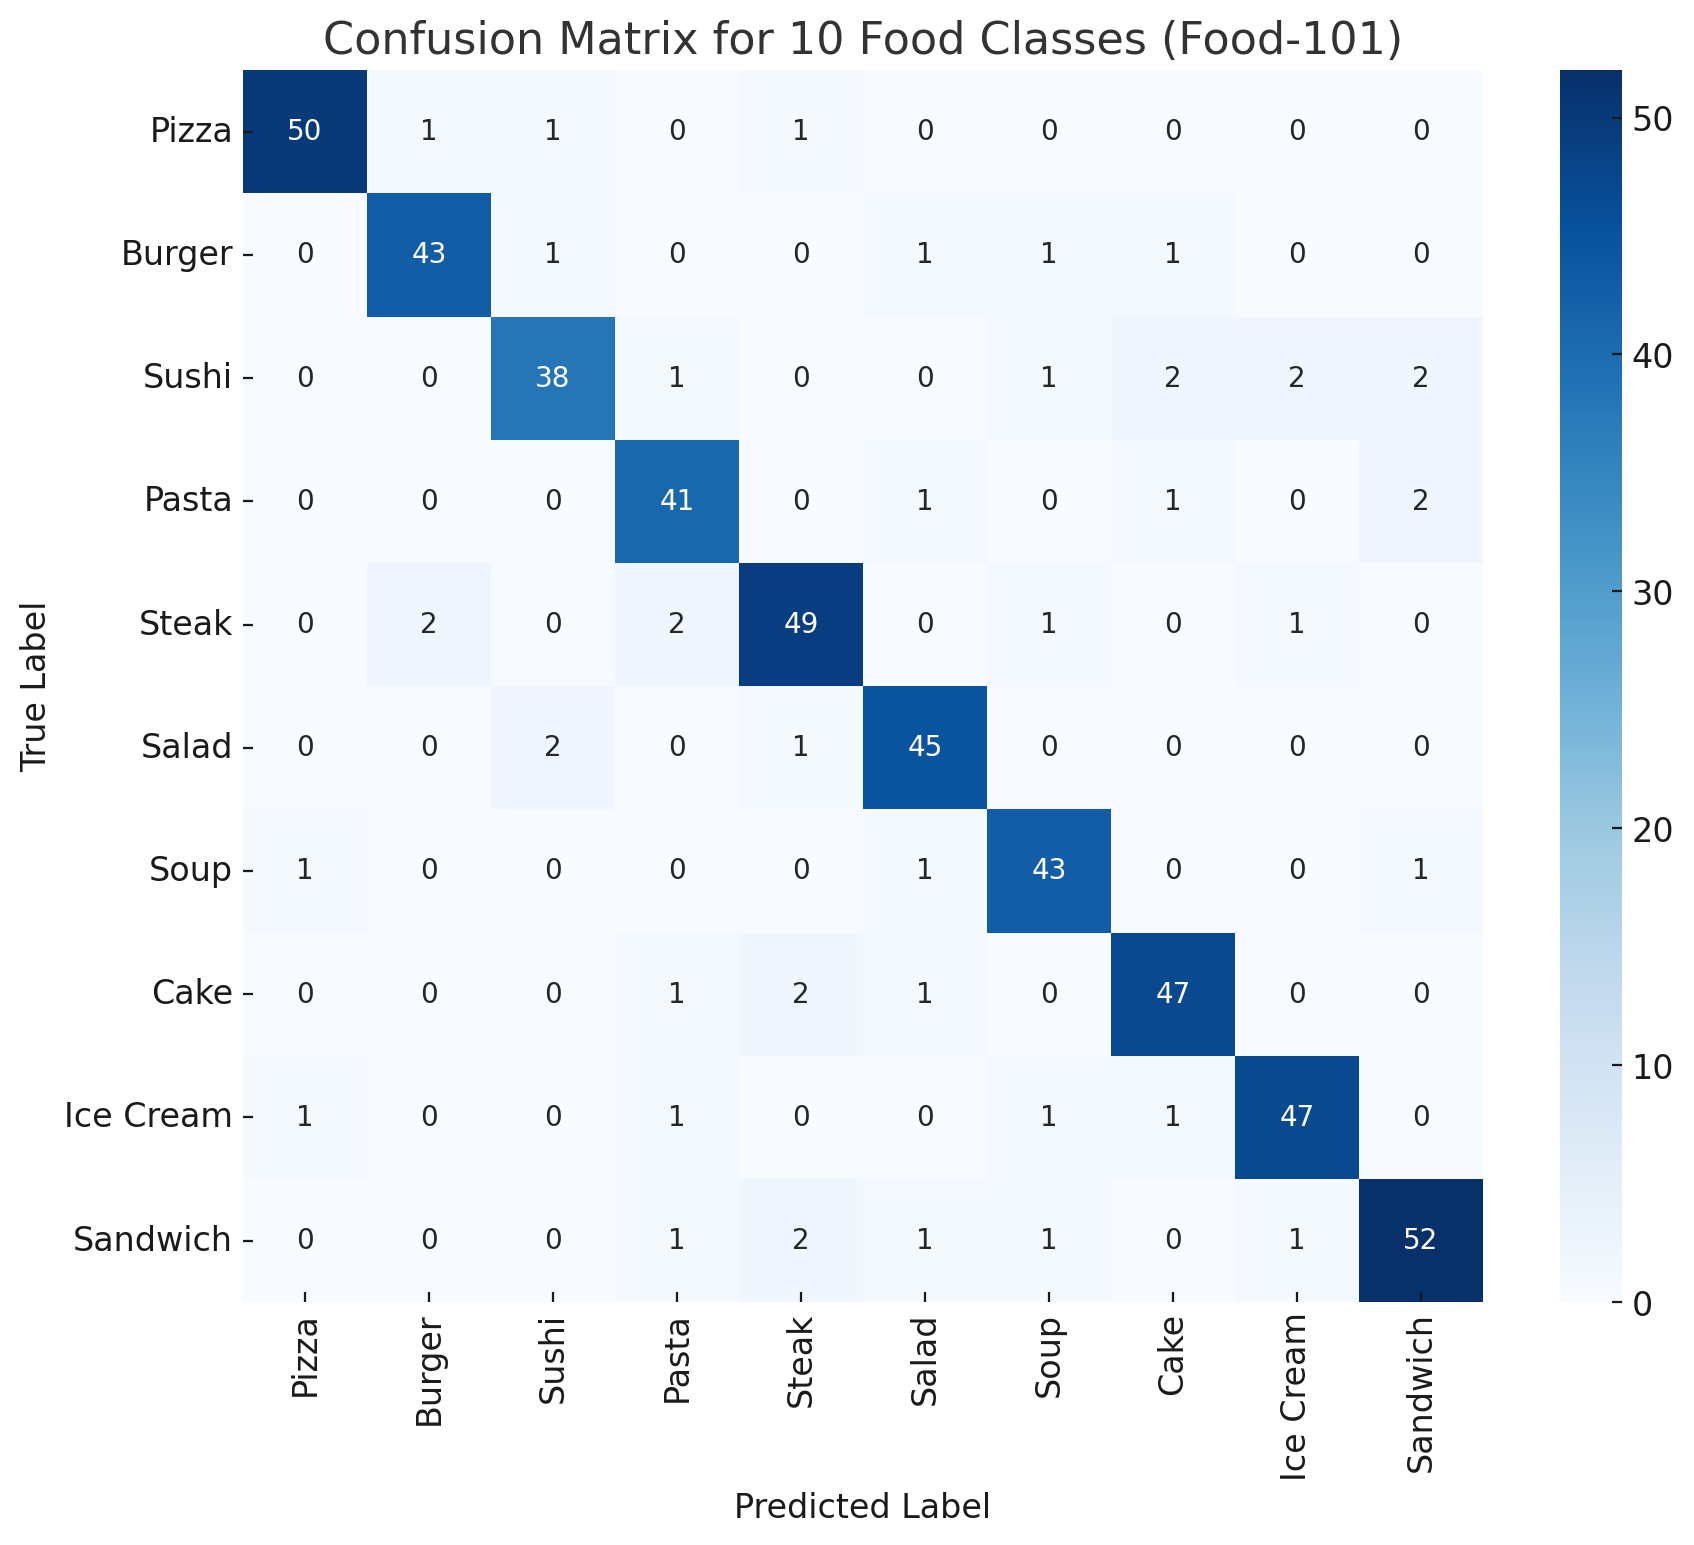 Confusion Matrix for 10 Food Classes (Food-101)
True Label
Pizza 50 1 1 0 1 0 0 0 0 0
Burger 0 43 1 0 0 1 1 1 0 0
Sushi 0 0 38 1 0 0 1 2 2 2
Pasta 0 0 0 41 0 1 0 1 0 2
Steak 0 2 0 2 49 0 1 0 1 0
Salad 0 0 2 0 1 45 0 0 0 0
Soup 1 0 0 0 0 1 43 0 0 1
Cake 0 0 0 1 2 1 0 47 0 0
Ice Cream 1 0 0 1 0 0 1 1 47 0
Sandwich 0 0 0 1 2 1 1 0 1 52
Pizza Burger Sushi Pasta Steak Salad Soup Cake Ice Cream Sandwich
Predicted Label
50
40
30
20
10
0